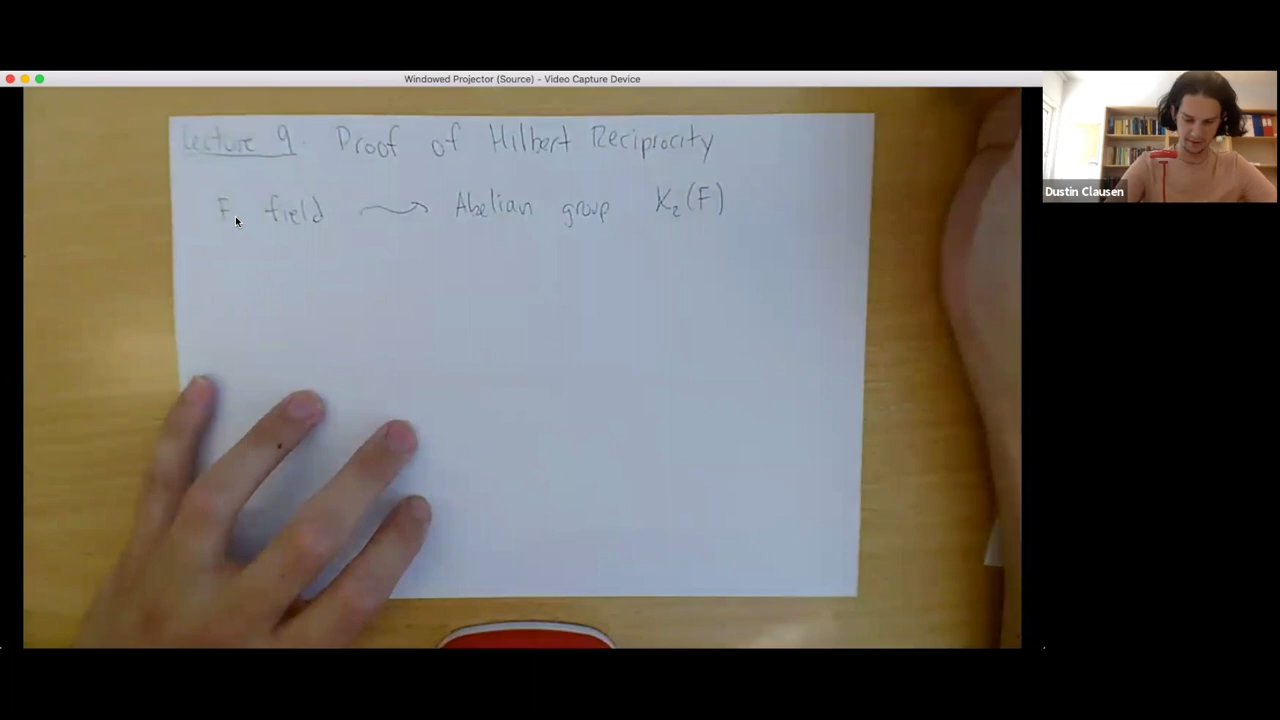 Windowed Projector (Source) - Video Capture Device
Lecture 9 Proof of Hilbert Reciprocity
F field ⤳ Abelian group K₂(F)
Dustin Clausen